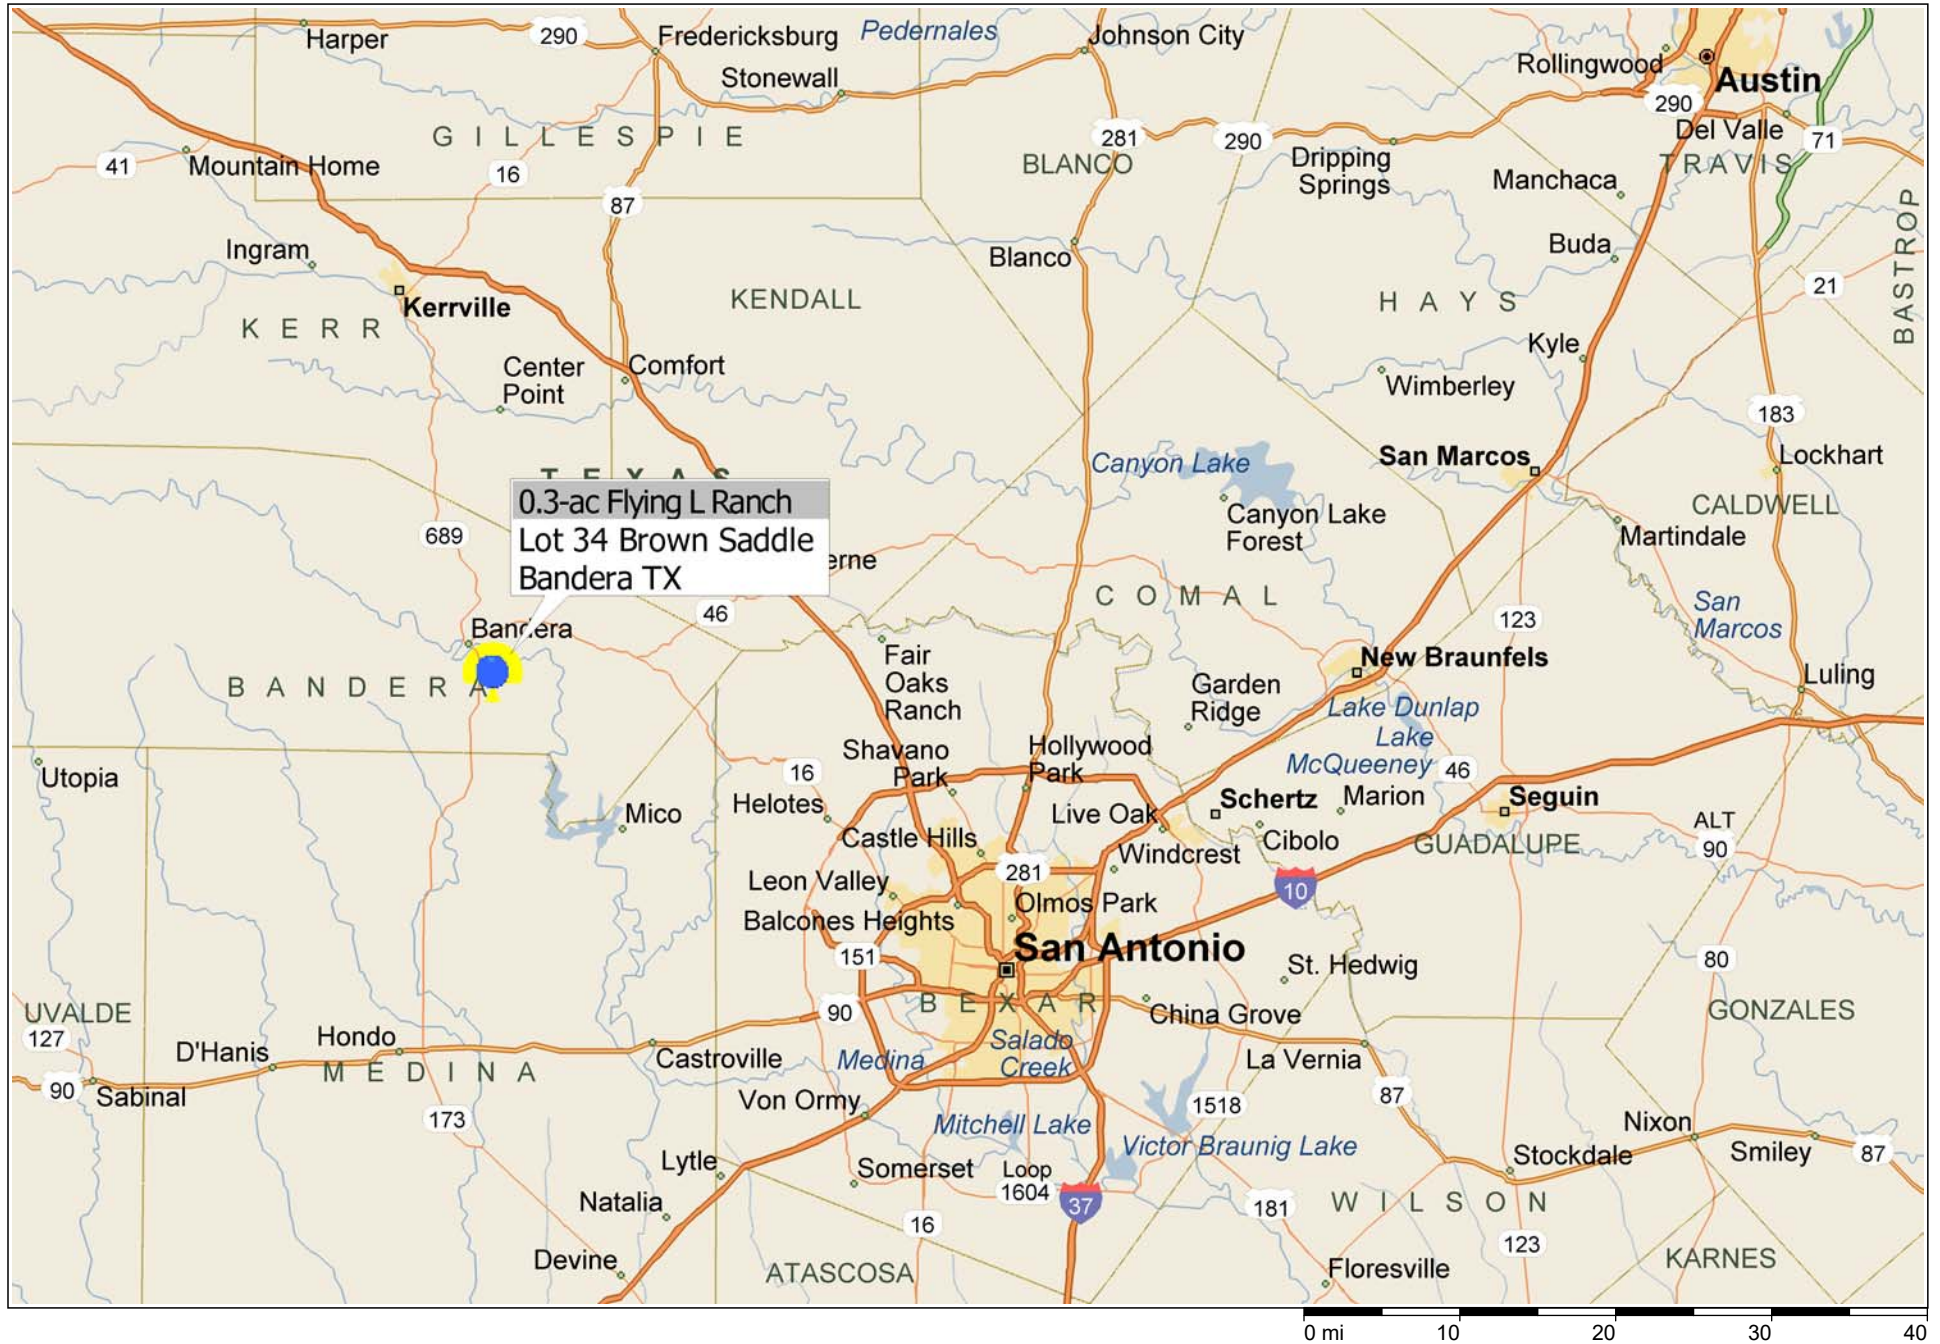 Harper
290
Fredericksburg
Pedernales
Johnson City
Stonewall
Rollingwood
Austin
290
Del Valle
71
TRAVIS
GILLESPIE
281
290
BLANCO
Dripping
Springs
41
Mountain Home
16
87
Manchaca
BASTROP
Ingram
Blanco
Buda
21
Kerrville
KERR
KENDALL
HAYS
Kyle
Center
Point
Comfort
Wimberley
183
TEXAS
Canyon Lake
San Marcos
Lockhart
0.3-ac Flying L Ranch
Lot 34 Brown Saddle
Bandera TX
Canyon Lake
Forest
CALDWELL
Martindale
689
erne
46
COMAL
123
San
Marcos
Bandera
BANDERA
Fair
Oaks
Ranch
Garden
Ridge
New Braunfels
Luling
Lake Dunlap
Lake
McQueeney
46
Utopia
Shavano
Park
Hollywood
Park
16
Helotes
Mico
Live Oak
Schertz
Marion
Seguin
Castle Hills
Cibolo
GUADALUPE
ALT
90
Windcrest
281
10
Leon Valley
Olmos Park
Balcones Heights
San Antonio
151
St. Hedwig
80
UVALDE
127
BEXAR
90
China Grove
GONZALES
D'Hanis
Hondo
MEDINA
Castroville
Medina
Salado
Creek
La Vernia
90
Sabinal
173
Von Ormy
Mitchell Lake
1518
87
Victor Braunig Lake
Nixon
Smiley
87
Stockdale
Lytle
Somerset
Loop
1604
37
Natalia
16
181
WILSON
123
Devine
ATASCOSA
Floresville
KARNES
0 mi
10
20
30
40